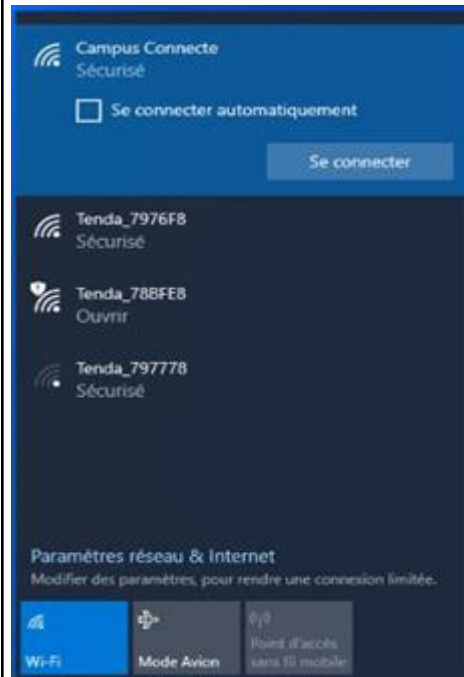 Campus Connecte
Sécurisé
Se connecter automatiquement
Se connecter
Tenda_7976F8
Sécurisé
Tenda_78BFE8
Ouvrir
Tenda_797778
Sécurisé
Paramètres réseau & Internet
Modifier des paramètres, pour rendre une connexion limitée.
Wi-Fi
Mode Avion
Point d'accès
sans fil mobile